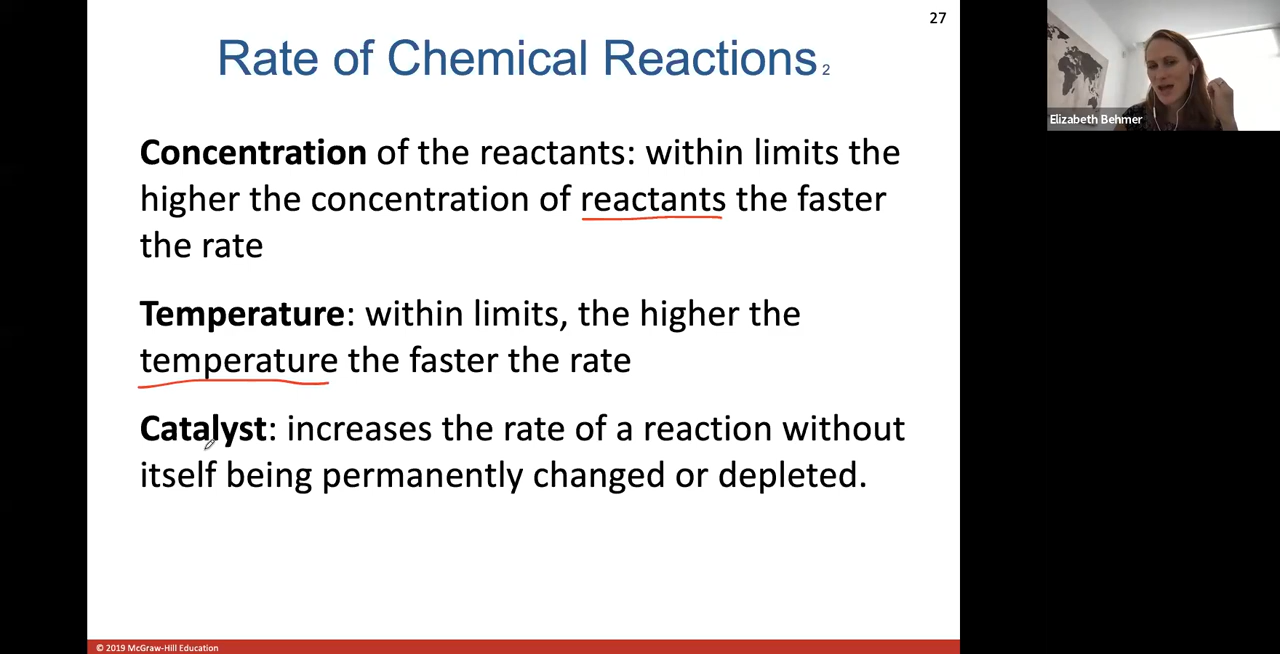 27
Rate of Chemical Reactions 2
Elizabeth Behmer
Concentration of the reactants: within limits the
higher the concentration of reactants the faster
the rate
Temperature: within limits, the higher the
temperature the faster the rate
Catalyst: increases the rate of a reaction without
itself being permanently changed or depleted.
© 2019 McGraw-Hill Education